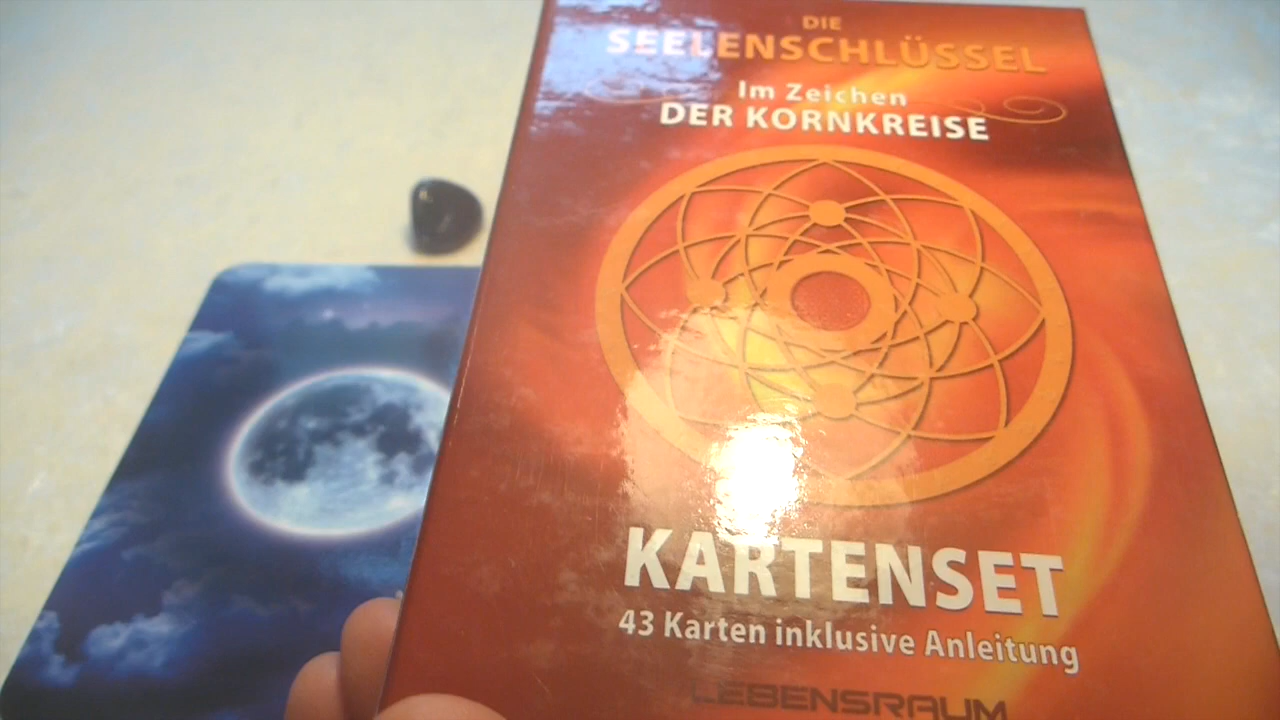 DIE
SEELENSCHLÜSSEL
Im Zeichen
DER KORNKREISE
KARTENSET
43 Karten inklusive Anleitung
LEBENSRAUM